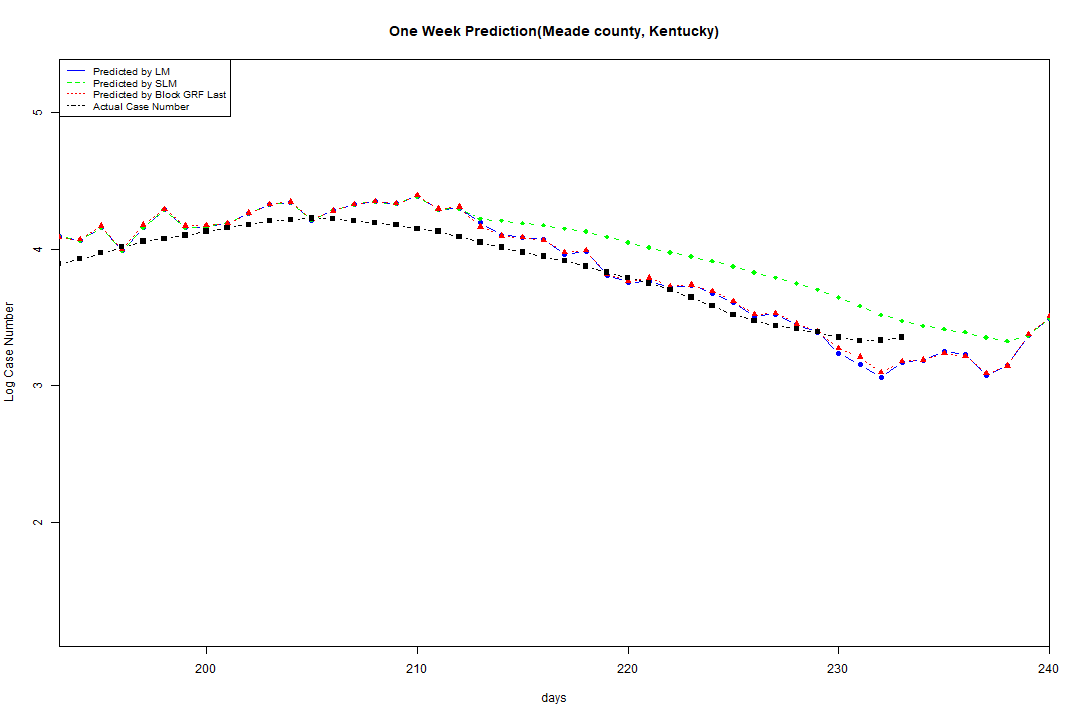 One Week Prediction(Meade county, Kentucky)
Predicted by LM
Predicted by SLM
Predicted by Block GRF Last
Actual Case Number
5
4
3
2
Log Case Number
200 210 220 230 240
days